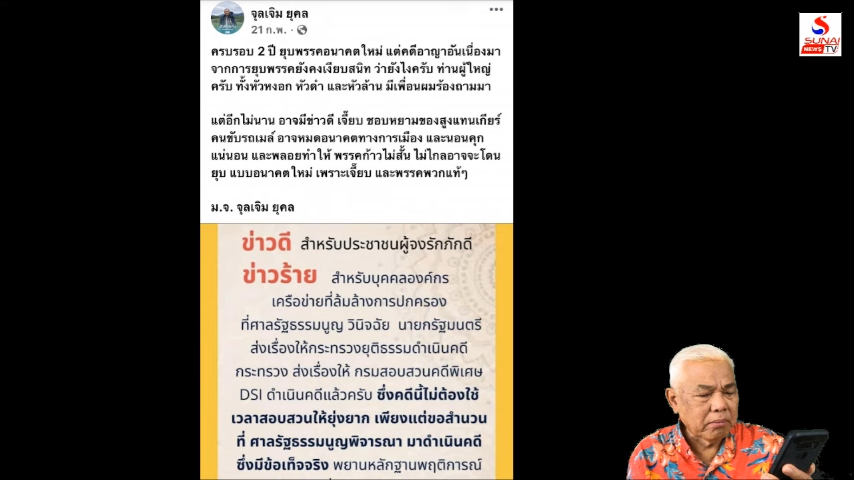 จุลเจิม ยุคล
21 ก.พ. ·
ครบรอบ 2 ปี ยุบพรรคอนาคตใหม่ แต่คดีอาญาอันเนื่องมา
จากการยุบพรรคยังคงเงียบสนิท ว่ายังไงครับ ท่านผู้ใหญ่
ครับ ทั้งหัวหงอก หัวดำ และหัวล้าน มีเพื่อนผมร้องถามมา
แต่อีกไม่นาน อาจมีข่าวดี เจี๊ยบ ชอบหยามของสูงแทนเกียร์
คนขับรถเมล์ อาจหมดอนาคตทางการเมือง และนอนคุก
แน่นอน และพลอยทำให้ พรรคก้าวไม่สั้น ไม่ไกลอาจจะโดน
ยุบ แบบอนาคตใหม่ เพราะเจี๊ยบ และพรรคพวกแท้ๆ
ม.จ. จุลเจิม ยุคล
ข่าวดี สำหรับประชาชนผู้จงรักภักดี
ข่าวร้าย สำหรับบุคคลองค์กร
เครือข่ายที่ล้มล้างการปกครอง
ที่ศาลรัฐธรรมนูญ วินิจฉัย นายกรัฐมนตรี
ส่งเรื่องให้กระทรวงยุติธรรมดำเนินคดี
กระทรวง ส่งเรื่องให้ กรมสอบสวนคดีพิเศษ
DSI ดำเนินคดีแล้วครับ ซึ่งคดีนี้ไม่ต้องใช้
เวลาสอบสวนให้ยุ่งยาก เพียงแต่ขอสำนวน
ที่ ศาลรัฐธรรมนูญพิจารณา มาดำเนินคดี
ซึ่งมีข้อเท็จจริง พยานหลักฐานพฤติการณ์
SUNAI
NEWS TV